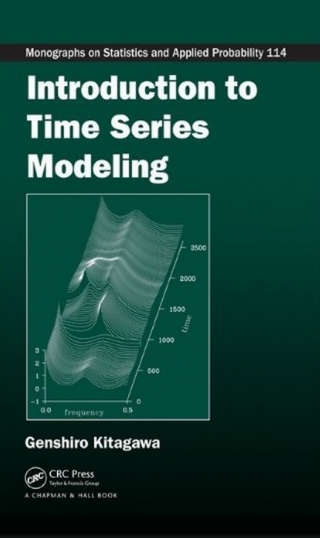 Monographs on Statistics and Applied Probability 114
Introduction to
Time Series
Modeling
2500
2000
1500
time
1000
3
2
1
0
-1
500
0
0.0
frequency
0.5
Genshiro Kitagawa
CRC
CRC Press
Taylor & Francis Group
A CHAPMAN & HALL BOOK